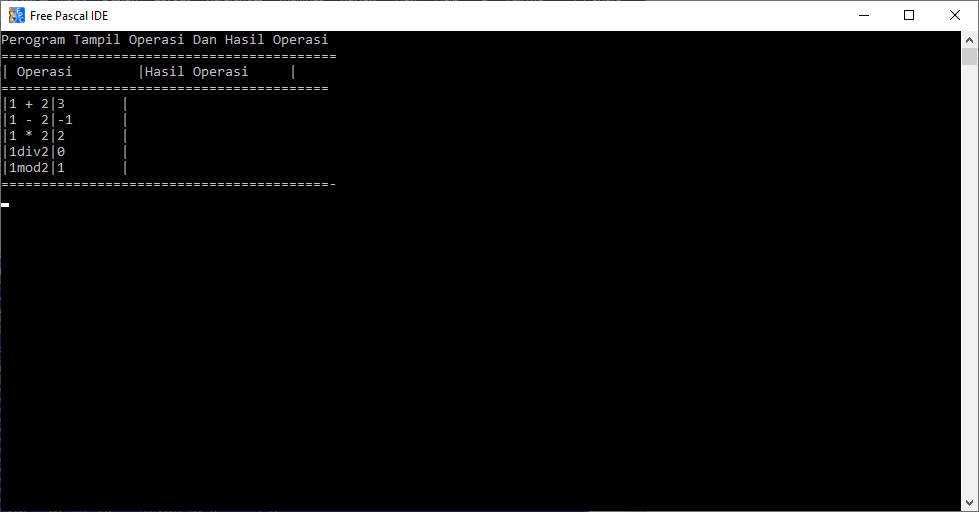 Free Pascal IDE
Perogram Tampil Operasi Dan Hasil Operasi
==========================================
| Operasi        |Hasil Operasi     |
=========================================
|1 + 2|3       |
|1 - 2|-1      |
|1 * 2|2       |
|1div2|0       |
|1mod2|1       |
=========================================-